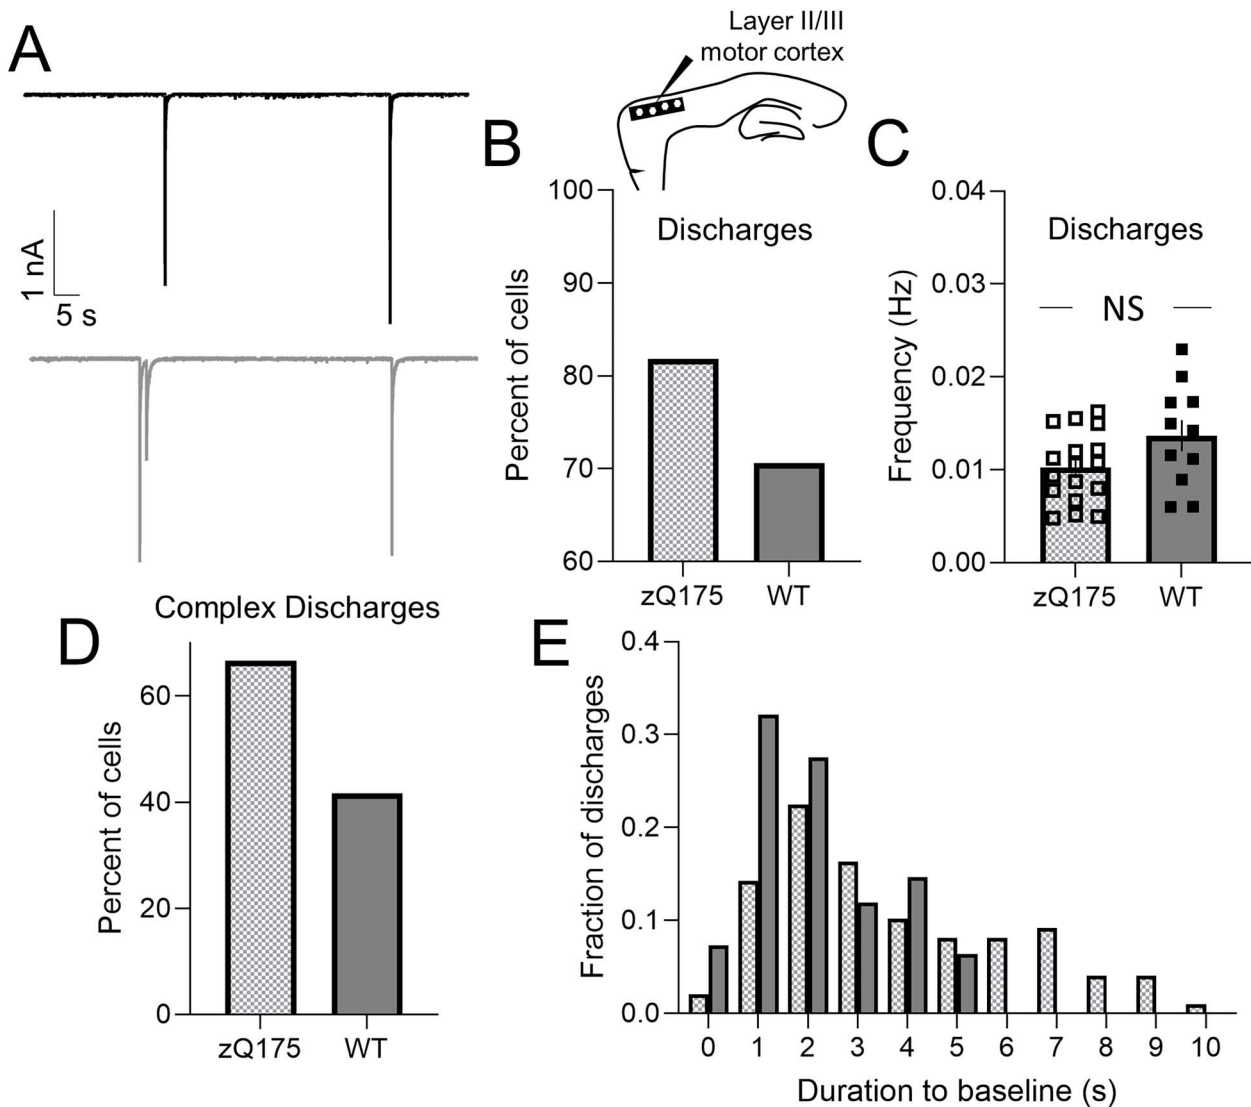 A
1 nA
5 s
Layer II/III
motor cortex
B
Discharges
Percent of cells
100
90
80
70
60
zQ175
WT
C
Discharges
NS
Frequency (Hz)
0.04
0.03
0.02
0.01
0.00
zQ175
WT
D
Complex Discharges
Percent of cells
60
40
20
0
zQ175
WT
E
Fraction of discharges
0.4
0.3
0.2
0.1
0.0
0 1 2 3 4 5 6 7 8 9 10
Duration to baseline (s)